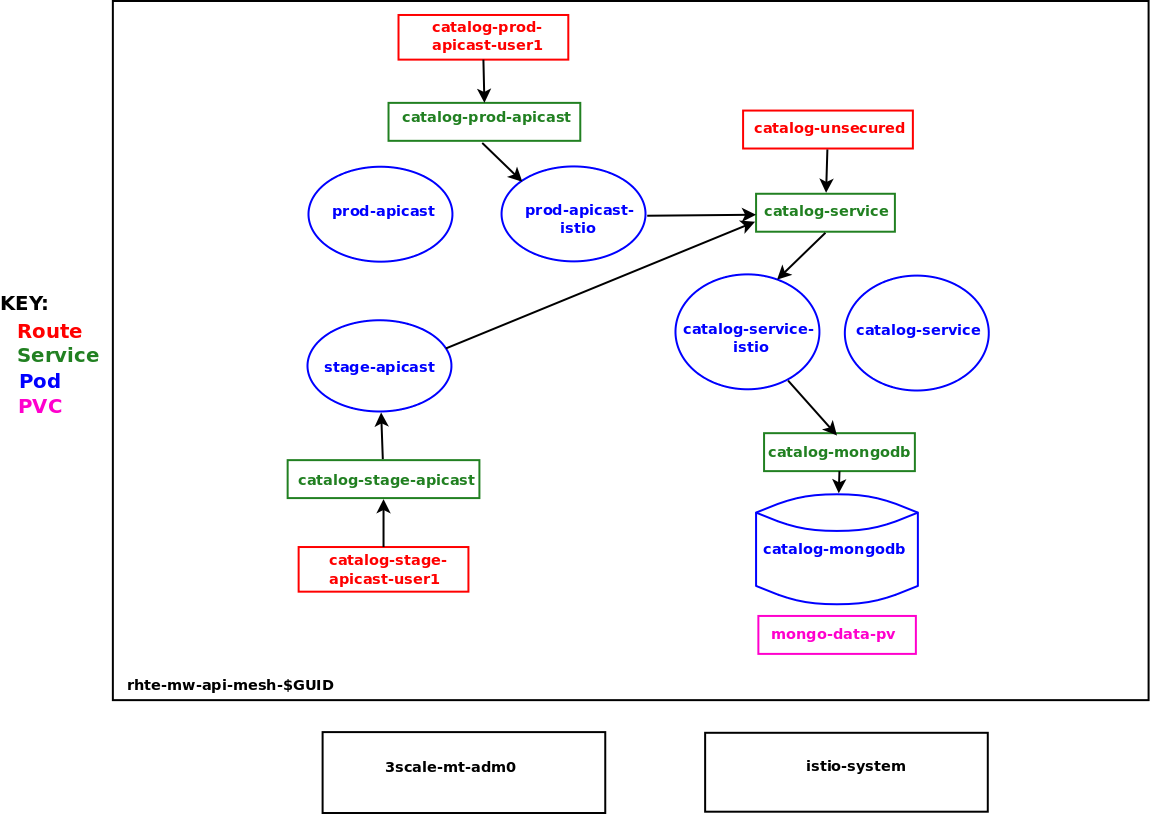 catalog-prod-
apicast-user1
catalog-prod-apicast
catalog-unsecured
prod-apicast
prod-apicast-
istio
catalog-service
KEY:
Route
Service
Pod
PVC
stage-apicast
catalog-service-
istio
catalog-service
catalog-stage-apicast
catalog-mongodb
catalog-stage-
apicast-user1
catalog-mongodb
mongo-data-pv
rhte-mw-api-mesh-$GUID
3scale-mt-adm0
istio-system